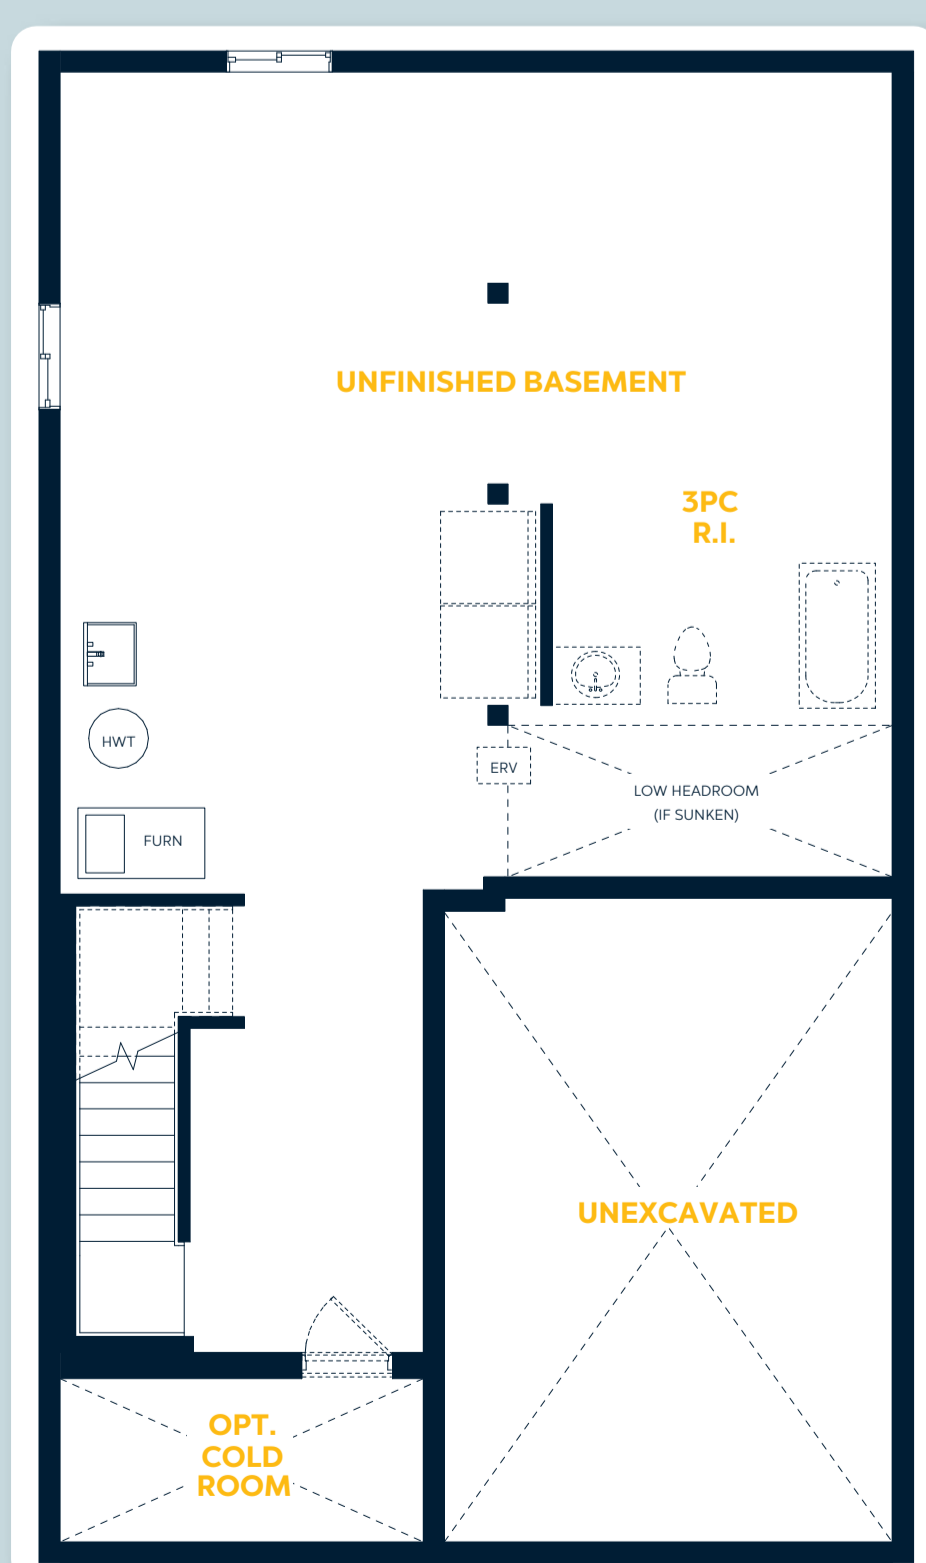 UNFINISHED BASEMENT
3PC
R.I.
HWT
ERV
LOW HEADROOM
(IF SUNKEN)
FURN
UNEXCAVATED
OPT.
COLD
ROOM